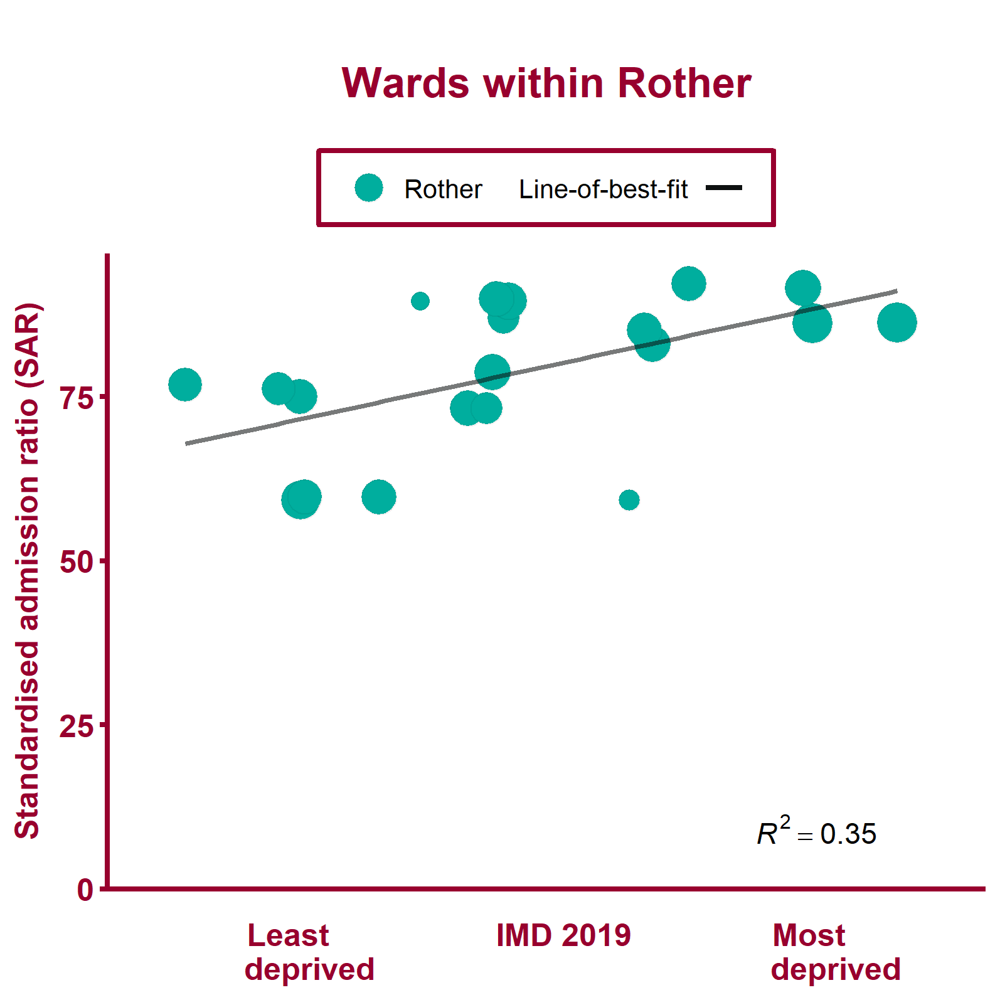 Wards within Rother
Rother Line-of-best-fit
Standardised admission ratio (SAR)
75
50
25
0
R² = 0.35
Least IMD 2019 Most
deprived deprived